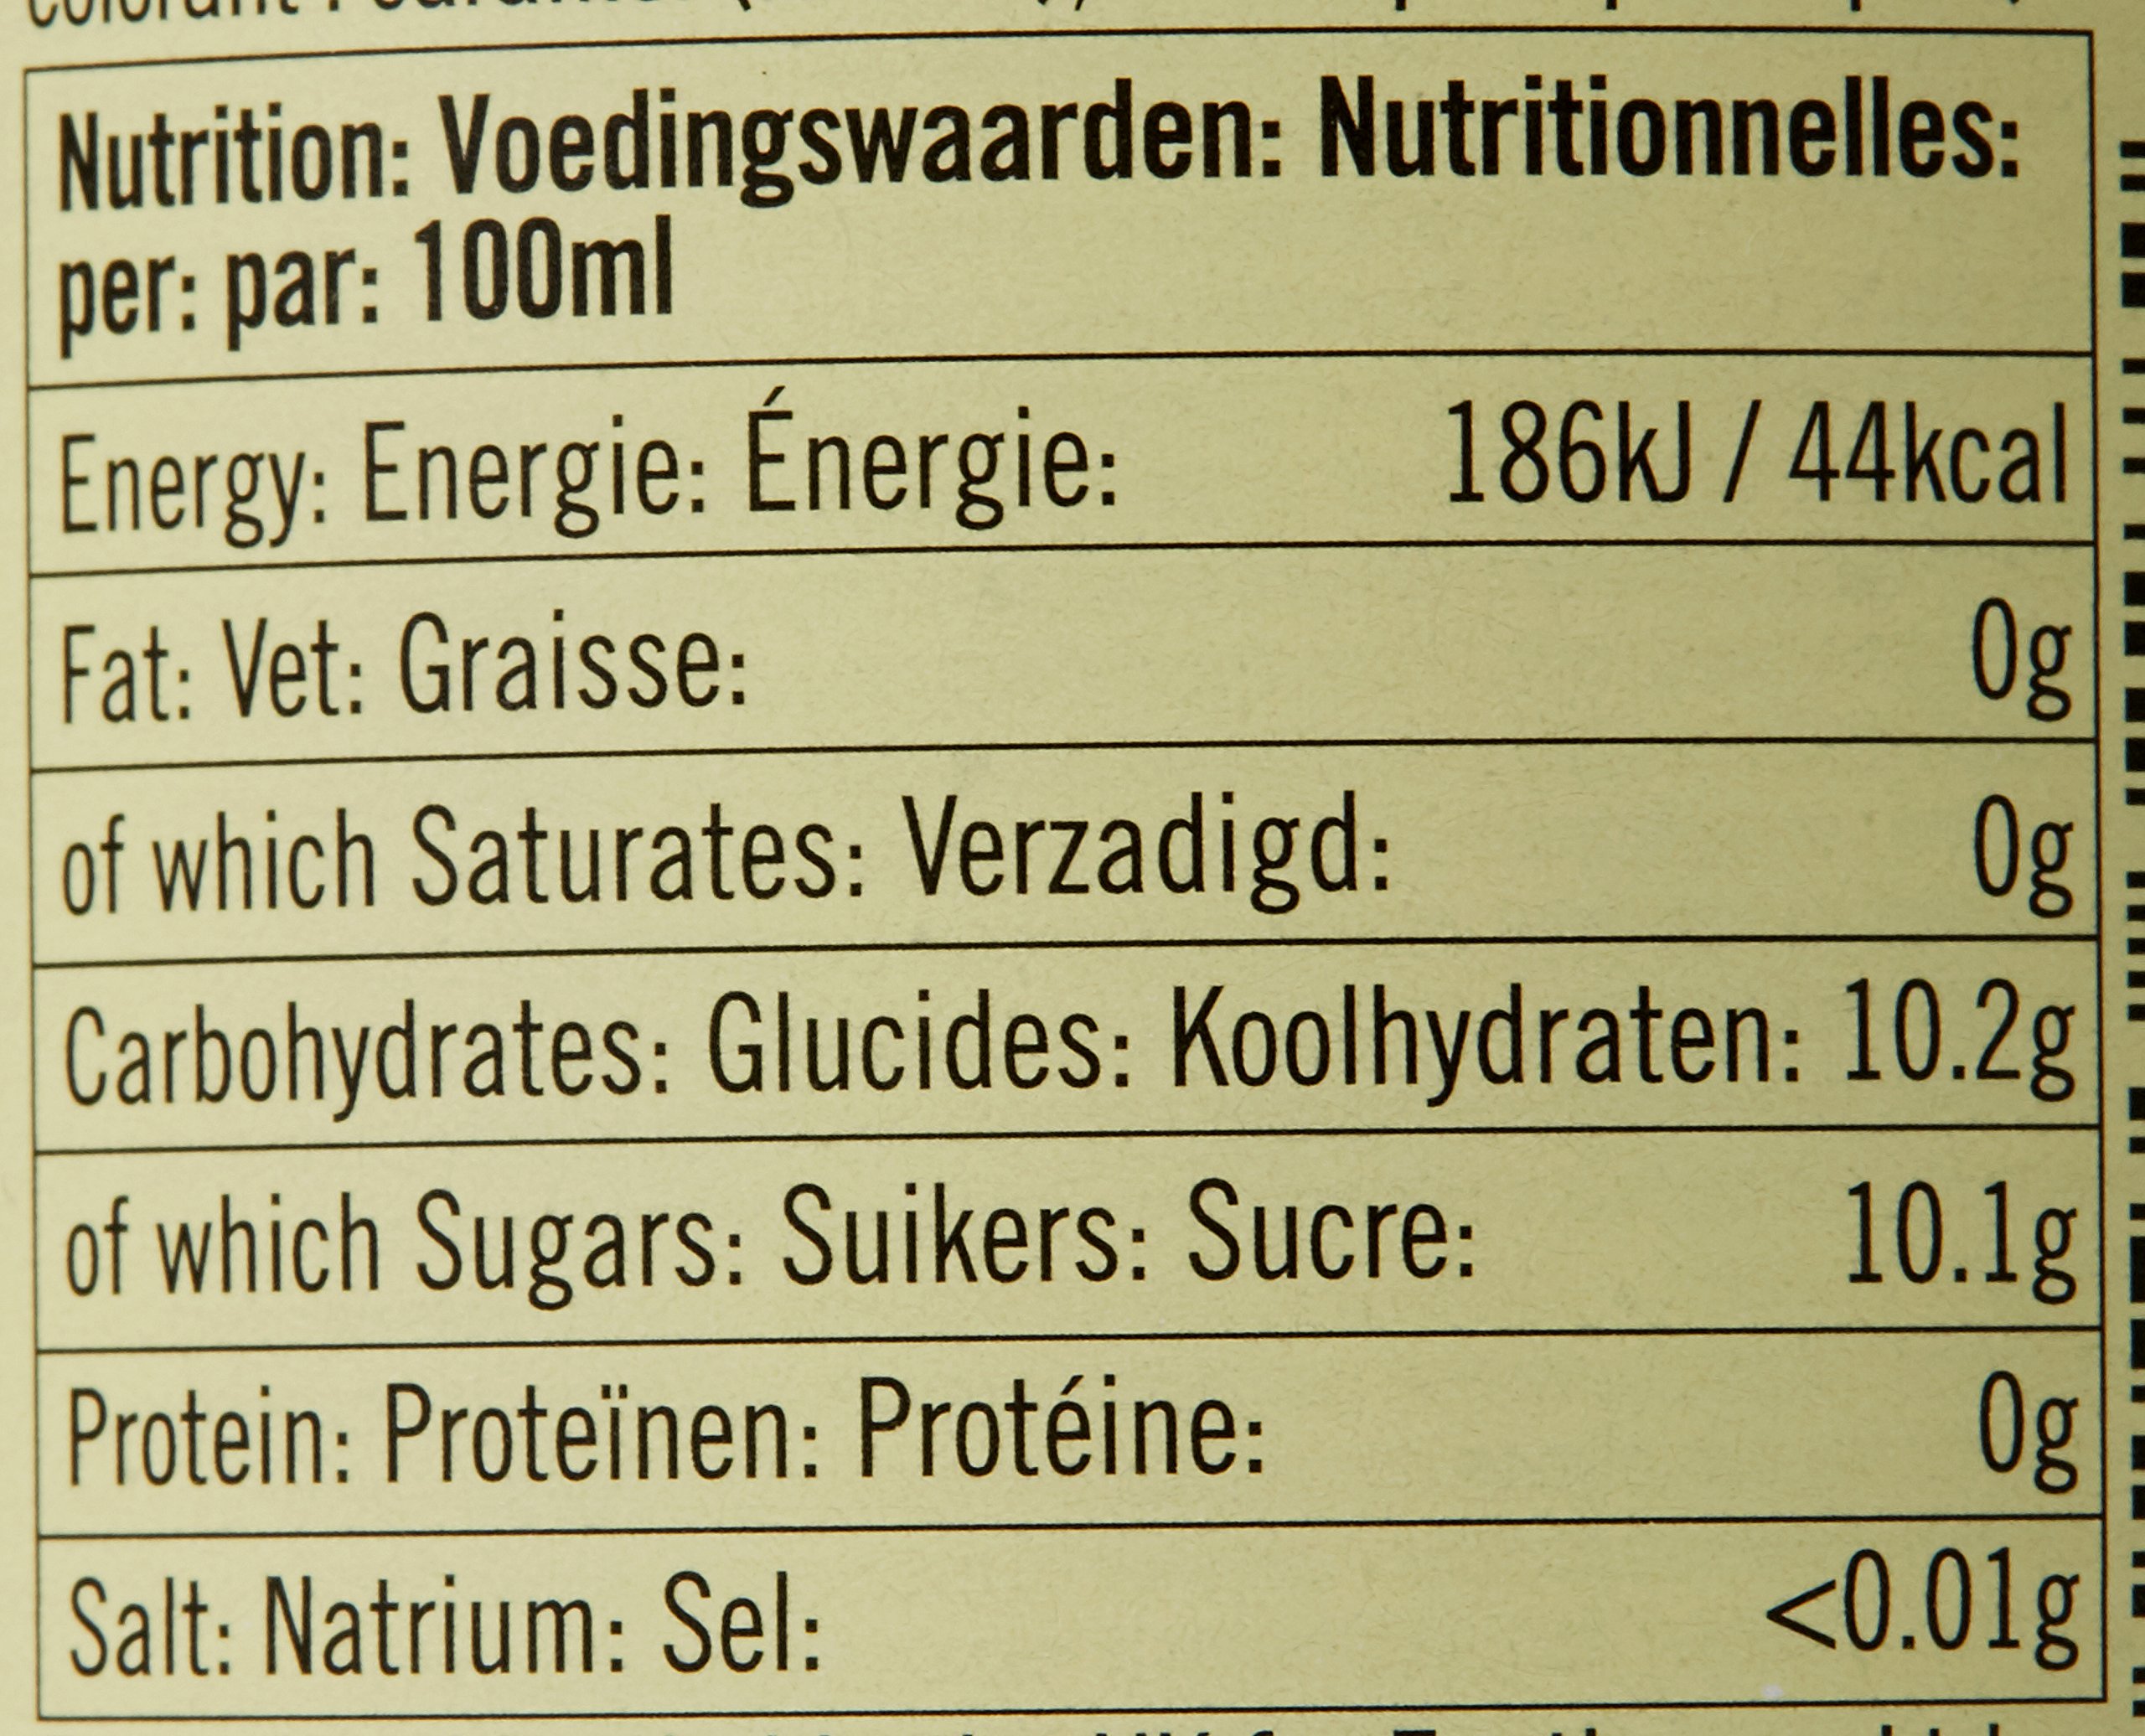 colorant :
Nutrition: Voedingswaarden: Nutritionnelles:
per: par: 100ml
Energy: Energie: Énergie: 186kJ / 44kcal
Fat: Vet: Graisse: 0g
of which Saturates: Verzadigd: 0g
Carbohydrates: Glucides: Koolhydraten: 10.2g
of which Sugars: Suikers: Sucre: 10.1g
Protein: Proteïnen: Protéine: 0g
Salt: Natrium: Sel: <0.01g